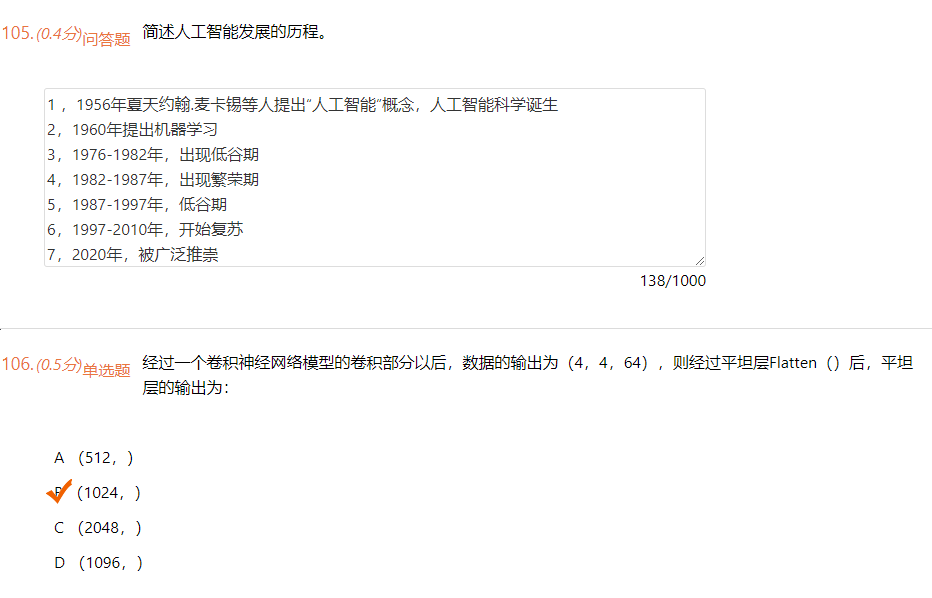 105.(0.4分)问答题 简述人工智能发展的历程。
1，1956年夏天约翰.麦卡锡等人提出“人工智能”概念，人工智能科学诞生
2，1960年提出机器学习
3，1976-1982年，出现低谷期
4，1982-1987年，出现繁荣期
5，1987-1997年，低谷期
6，1997-2010年，开始复苏
7，2020年，被广泛推崇
138/1000
106.(0.5分)单选题 经过一个卷积神经网络模型的卷积部分以后，数据的输出为（4，4，64），则经过平坦层Flatten（）后，平坦
层的输出为：
A （512，）
B （1024，）
C （2048，）
D （1096，）